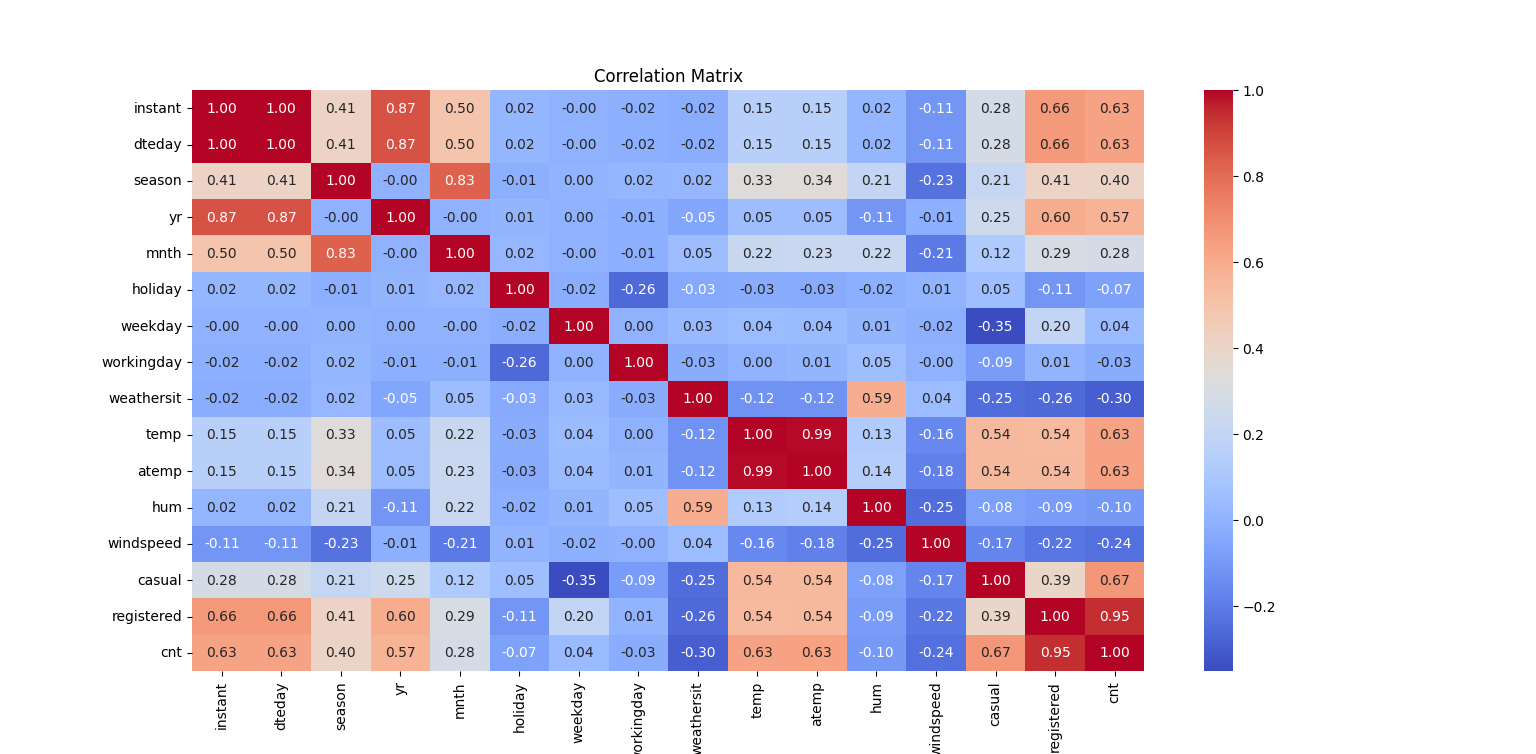 Correlation Matrix
instant 1.00 1.00 0.41 0.87 0.50 0.02 -0.00 -0.02 -0.02 0.15 0.15 0.02 -0.11 0.28 0.66 0.63
dteday 1.00 1.00 0.41 0.87 0.50 0.02 -0.00 -0.02 -0.02 0.15 0.15 0.02 -0.11 0.28 0.66 0.63
season 0.41 0.41 1.00 -0.00 0.83 -0.01 0.00 0.02 0.02 0.33 0.34 0.21 -0.23 0.21 0.41 0.40
yr 0.87 0.87 -0.00 1.00 -0.00 0.01 0.00 -0.01 -0.05 0.05 0.05 -0.11 -0.01 0.25 0.60 0.57
mnth 0.50 0.50 0.83 -0.00 1.00 0.02 -0.00 -0.01 0.05 0.22 0.23 0.22 -0.21 0.12 0.29 0.28
holiday 0.02 0.02 -0.01 0.01 0.02 1.00 -0.02 -0.26 -0.03 -0.03 -0.03 -0.02 0.01 0.05 -0.11 -0.07
weekday -0.00 -0.00 0.00 0.00 -0.00 -0.02 1.00 0.00 0.03 0.04 0.04 0.01 -0.02 -0.35 0.20 0.04
workingday -0.02 -0.02 0.02 -0.01 -0.01 -0.26 0.00 1.00 -0.03 0.00 0.01 0.05 -0.00 -0.09 0.01 -0.03
weathersit -0.02 -0.02 0.02 -0.05 0.05 -0.03 0.03 -0.03 1.00 -0.12 -0.12 0.59 0.04 -0.25 -0.26 -0.30
temp 0.15 0.15 0.33 0.05 0.22 -0.03 0.04 0.00 -0.12 1.00 0.99 0.13 -0.16 0.54 0.54 0.63
atemp 0.15 0.15 0.34 0.05 0.23 -0.03 0.04 0.01 -0.12 0.99 1.00 0.14 -0.18 0.54 0.54 0.63
hum 0.02 0.02 0.21 -0.11 0.22 -0.02 0.01 0.05 0.59 0.13 0.14 1.00 -0.25 -0.08 -0.09 -0.10
windspeed -0.11 -0.11 -0.23 -0.01 -0.21 0.01 -0.02 -0.00 0.04 -0.16 -0.18 -0.25 1.00 -0.17 -0.22 -0.24
casual 0.28 0.28 0.21 0.25 0.12 0.05 -0.35 -0.09 -0.25 0.54 0.54 -0.08 -0.17 1.00 0.39 0.67
registered 0.66 0.66 0.41 0.60 0.29 -0.11 0.20 0.01 -0.26 0.54 0.54 -0.09 -0.22 0.39 1.00 0.95
cnt 0.63 0.63 0.40 0.57 0.28 -0.07 0.04 -0.03 -0.30 0.63 0.63 -0.10 -0.24 0.67 0.95 1.00
instant dteday season yr mnth holiday weekday orkingday weathersit temp atemp hum windspeed casual registered cnt
1.0
0.8
0.6
0.4
0.2
0.0
−0.2